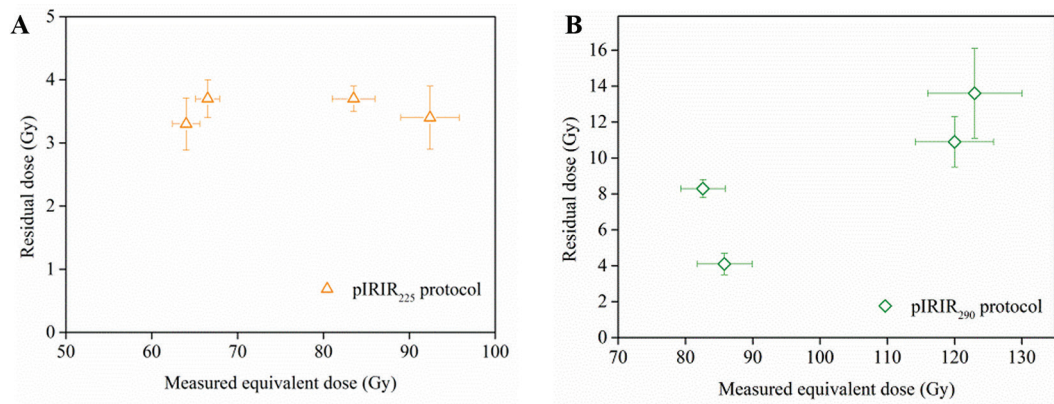 A
5
4
3
2
1
0
50 60 70 80 90 100
Residual dose (Gy)
Measured equivalent dose (Gy)
pIRIR225 protocol
B
16
14
12
10
8
6
4
2
0
70 80 90 100 110 120 130
Residual dose (Gy)
Measured equivalent dose (Gy)
pIRIR290 protocol